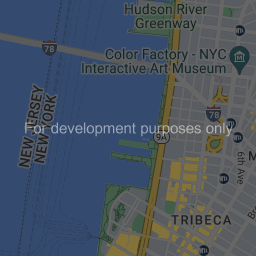 Hudson River
Greenway
78
Color Factory - NYC
Interactive Art Museum
78
For development purposes only
9A
NEW JERSEY
NEW YORK
6th Ave
TRIBECA